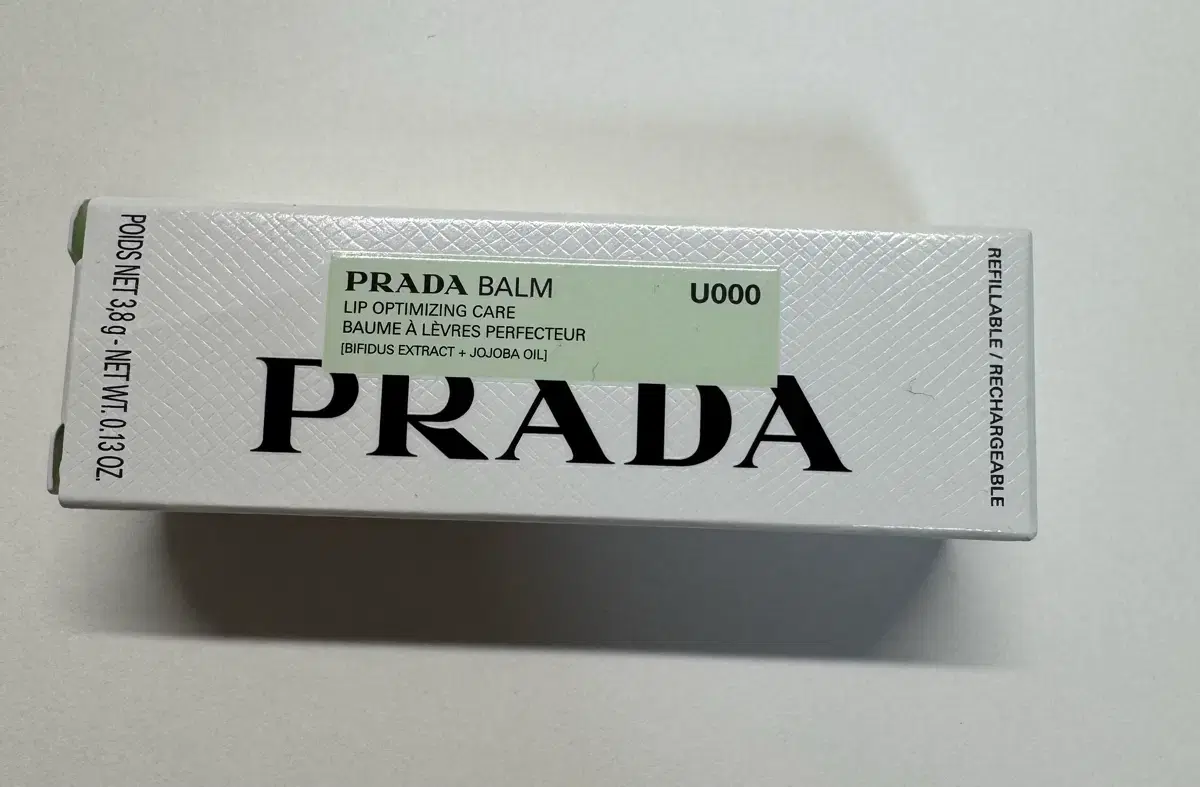 POIDS NET 3,8 g - NET WT. 0.13 OZ.
PRADA BALM
U000
LIP OPTIMIZING CARE
BAUME À LÈVRES PERFECTEUR
[BIFIDUS EXTRACT + JOJOBA OIL]
PRADA
REFILLABLE / RECHARGEABLE